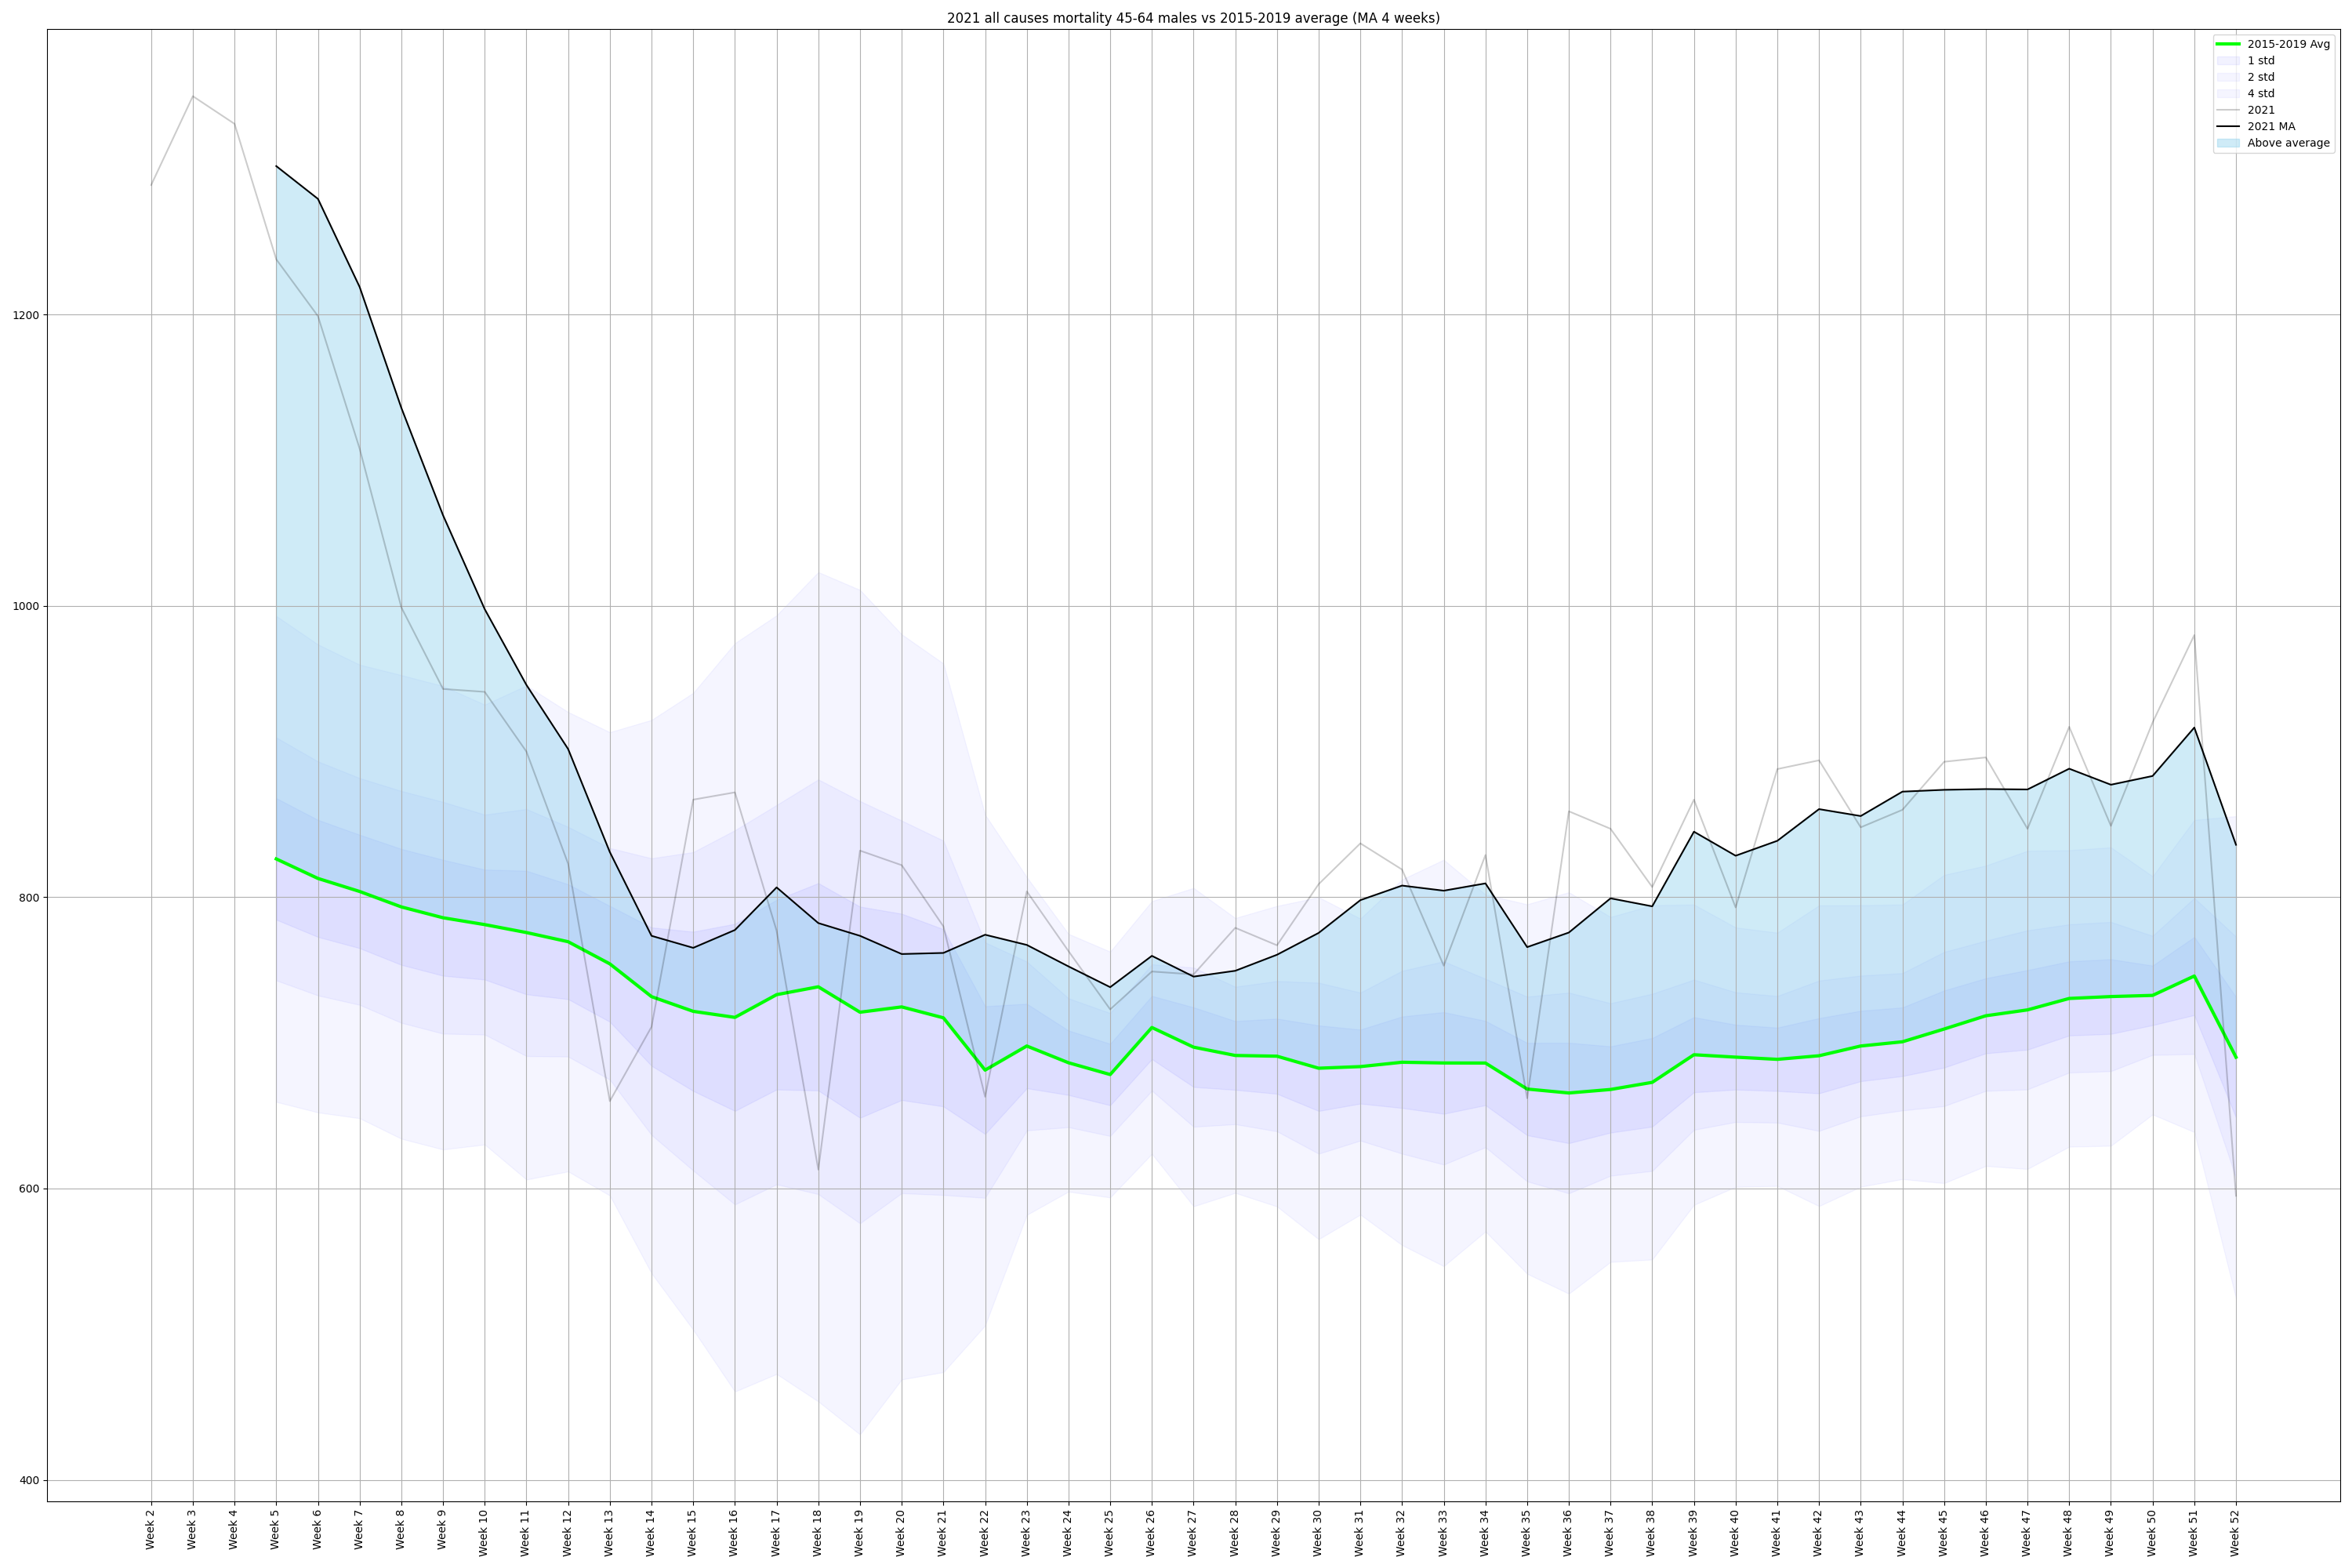 2021 all causes mortality 45-64 males vs 2015-2019 average (MA 4 weeks)
2015-2019 Avg
1 std
2 std
4 std
2021
2021 MA
Above average
1200
1000
800
600
400
Week 2
Week 3
Week 4
Week 5
Week 6
Week 7
Week 8
Week 9
Week 10
Week 11
Week 12
Week 13
Week 14
Week 15
Week 16
Week 17
Week 18
Week 19
Week 20
Week 21
Week 22
Week 23
Week 24
Week 25
Week 26
Week 27
Week 28
Week 29
Week 30
Week 31
Week 32
Week 33
Week 34
Week 35
Week 36
Week 37
Week 38
Week 39
Week 40
Week 41
Week 42
Week 43
Week 44
Week 45
Week 46
Week 47
Week 48
Week 49
Week 50
Week 51
Week 52